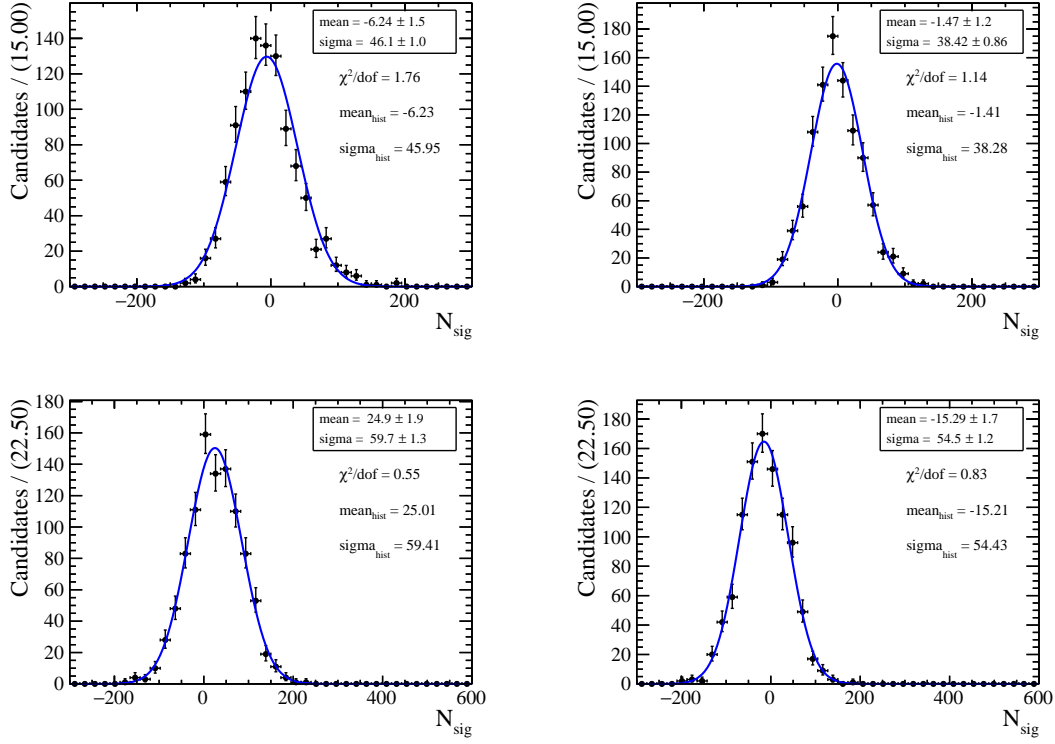 mean = -6.24 ± 1.5
sigma = 46.1 ± 1.0
χ²/dof = 1.76
mean_hist = -6.23
sigma_hist = 45.95
Candidates / (15.00)
0
20
40
60
80
100
120
140
−200 0 200
N_sig
mean = -1.47 ± 1.2
sigma = 38.42 ± 0.86
χ²/dof = 1.14
mean_hist = -1.41
sigma_hist = 38.28
Candidates / (15.00)
0
20
40
60
80
100
120
140
160
180
−200 0 200
N_sig
mean = 24.9 ± 1.9
sigma = 59.7 ± 1.3
χ²/dof = 0.55
mean_hist = 25.01
sigma_hist = 59.41
Candidates / (22.50)
0
20
40
60
80
100
120
140
160
180
−200 0 200 400 600
N_sig
mean = -15.29 ± 1.7
sigma = 54.5 ± 1.2
χ²/dof = 0.83
mean_hist = -15.21
sigma_hist = 54.43
Candidates / (22.50)
0
20
40
60
80
100
120
140
160
180
−200 0 200 400 600
N_sig